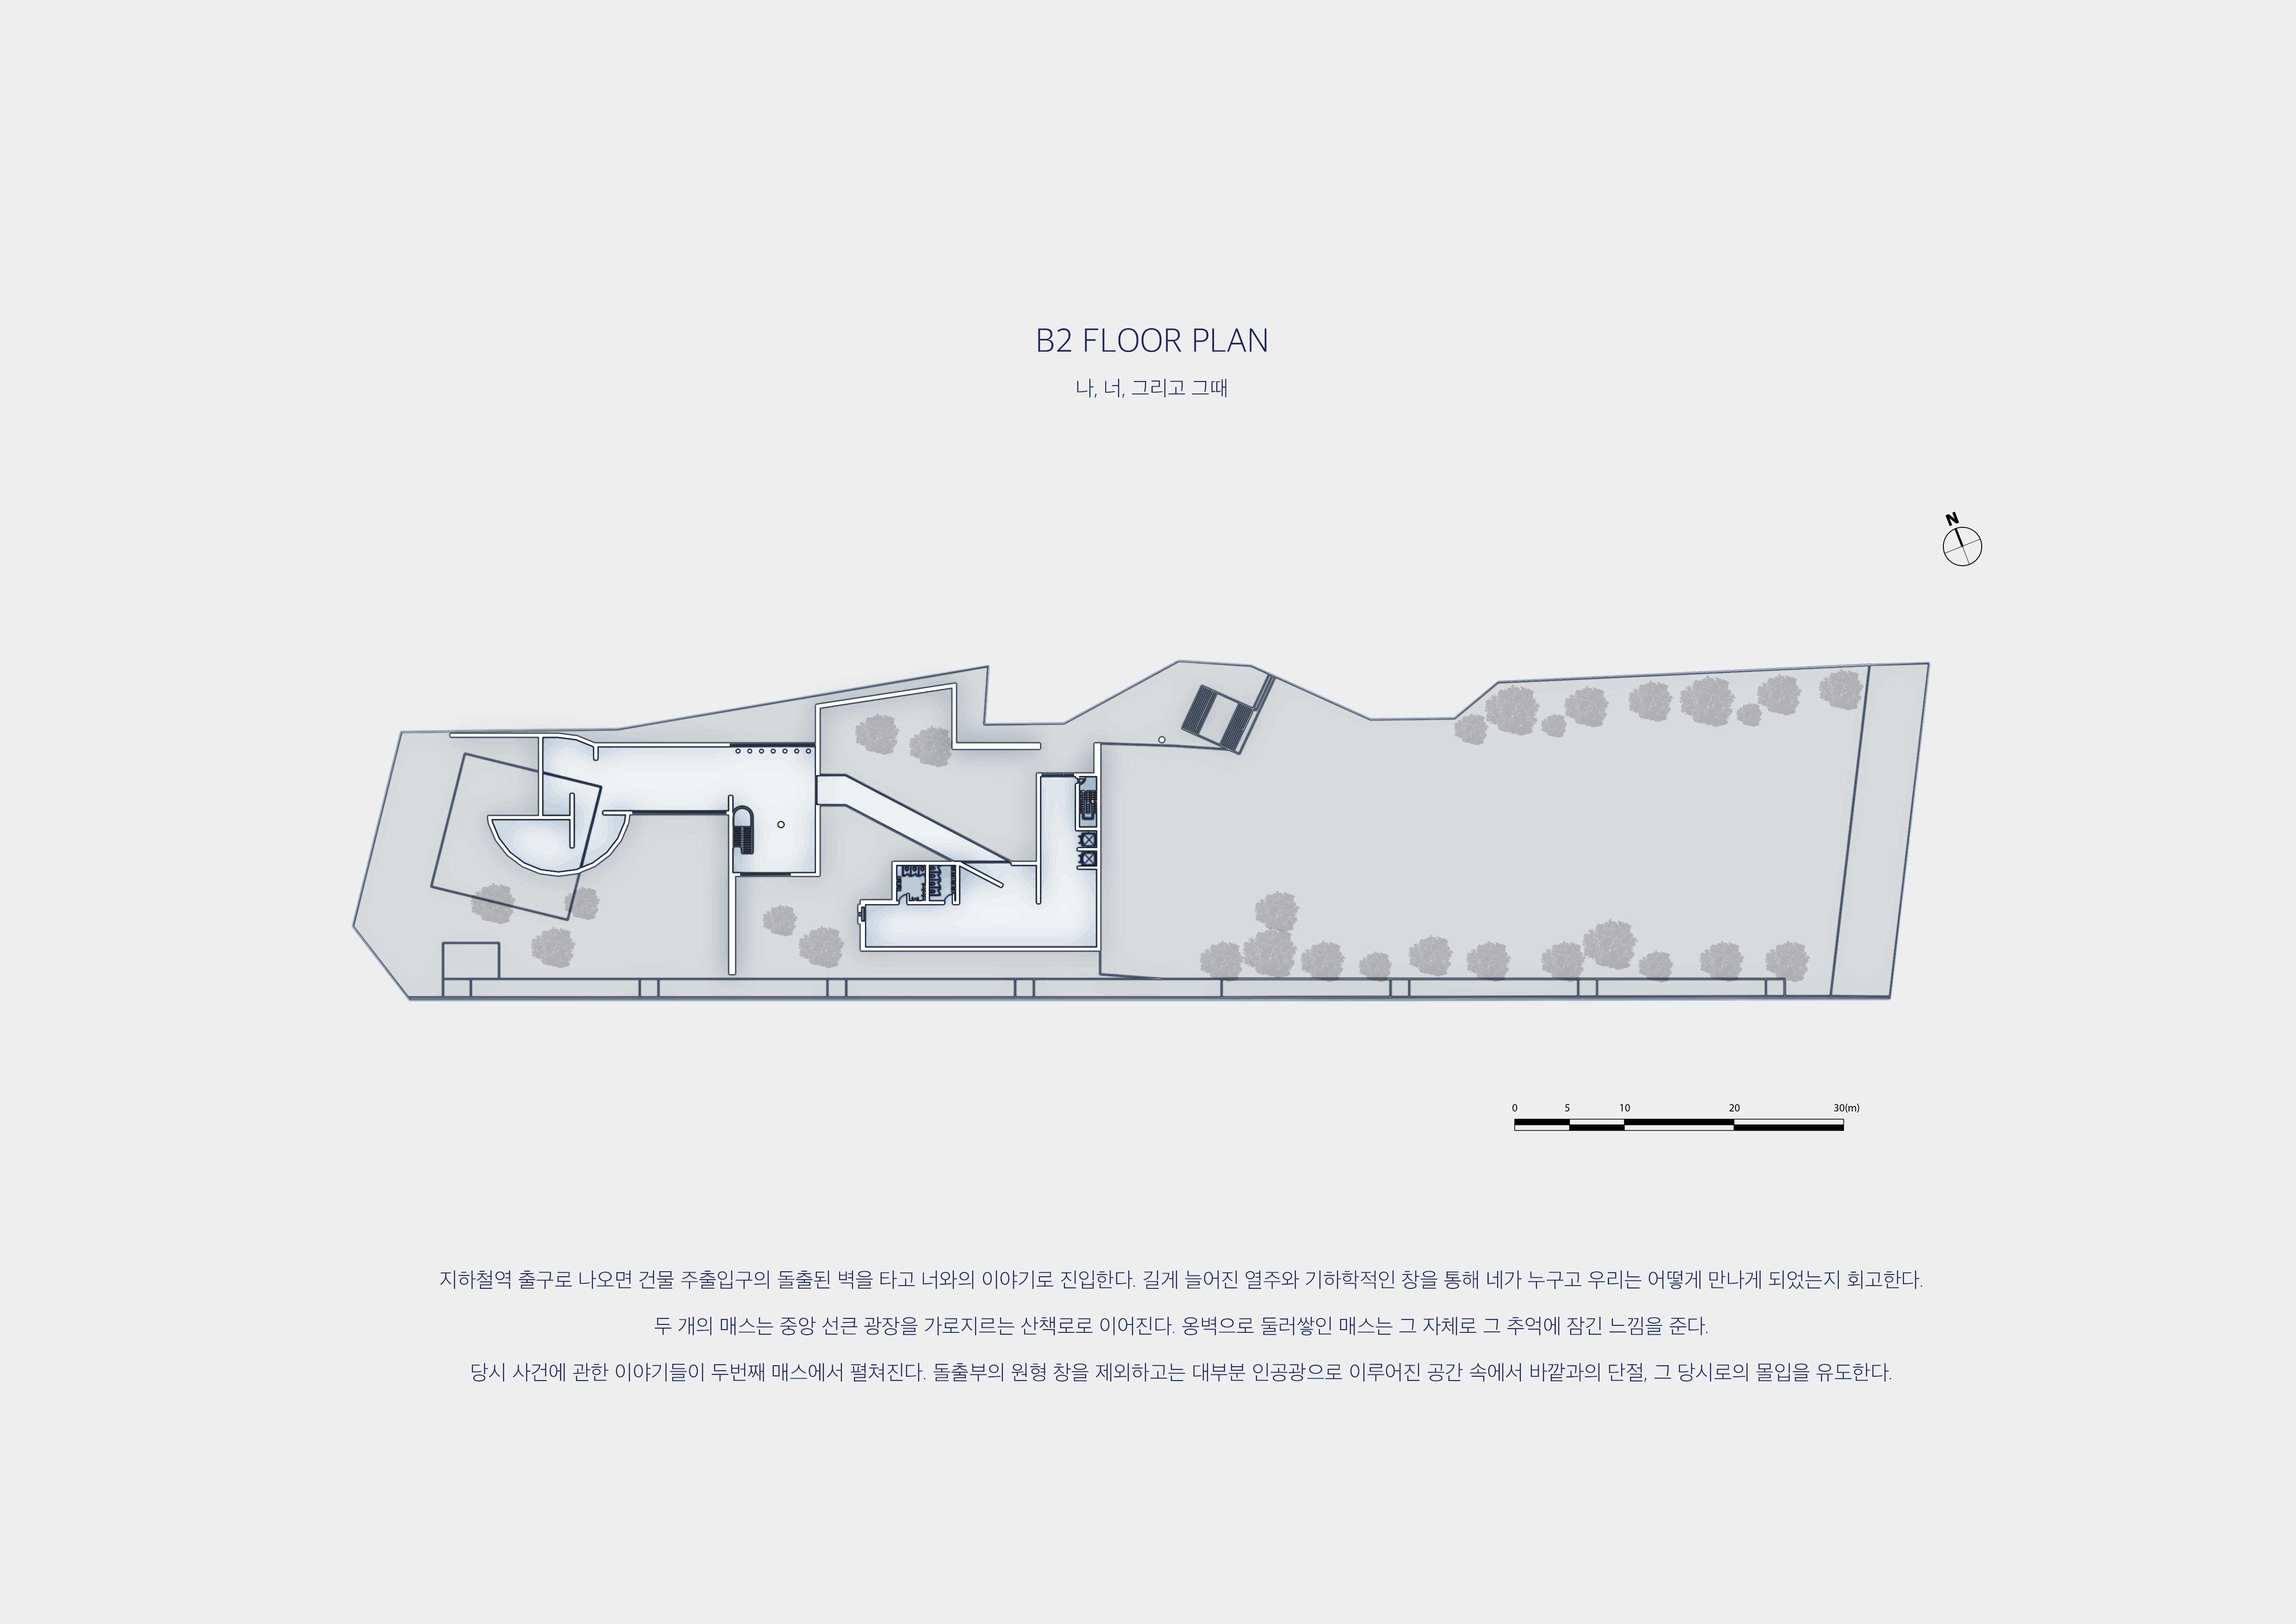 B2 FLOOR PLAN
나, 너, 그리고 그때
N
0 5 10 20 30(m)
지하철역 출구로 나오면 건물 주출입구의 돌출된 벽을 타고 너와의 이야기로 진입한다. 길게 늘어진 열주와 기하학적인 창을 통해 네가 누구고 우리는 어떻게 만나게 되었는지 회고한다.
두 개의 매스는 중앙 선큰 광장을 가로지르는 산책로로 이어진다. 옹벽으로 둘러쌓인 매스는 그 자체로 그 추억에 잠긴 느낌을 준다.
당시 사건에 관한 이야기들이 두번째 매스에서 펼쳐진다. 돌출부의 원형 창을 제외하고는 대부분 인공광으로 이루어진 공간 속에서 바깥과의 단절, 그 당시로의 몰입을 유도한다.